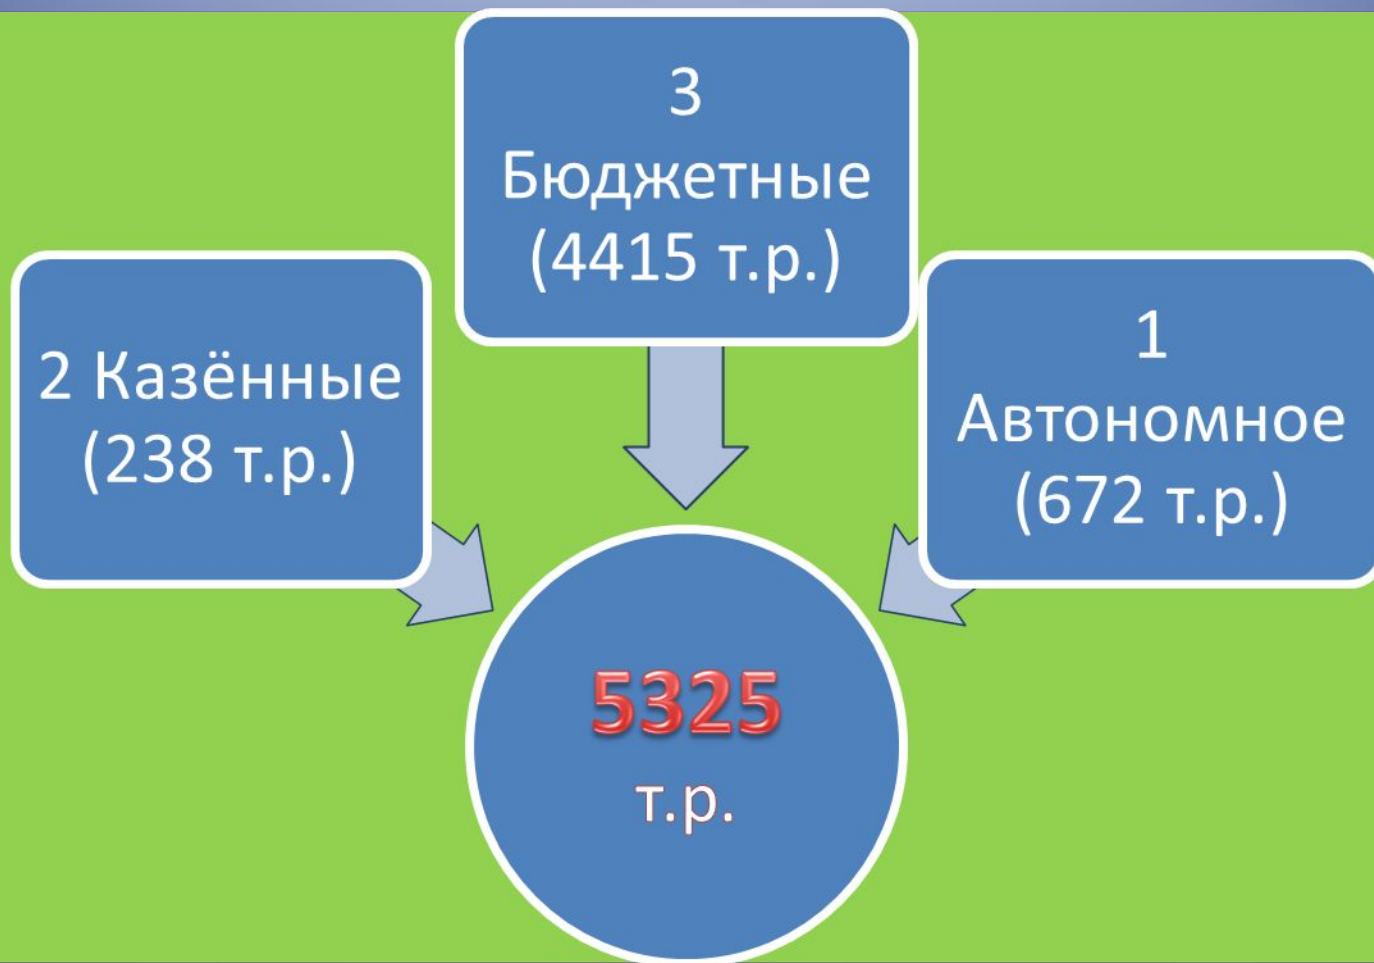 3
Бюджетные
(4415 т.р.)
2 Казённые
(238 т.р.)
1
Автономное
(672 т.р.)
5325
т.р.